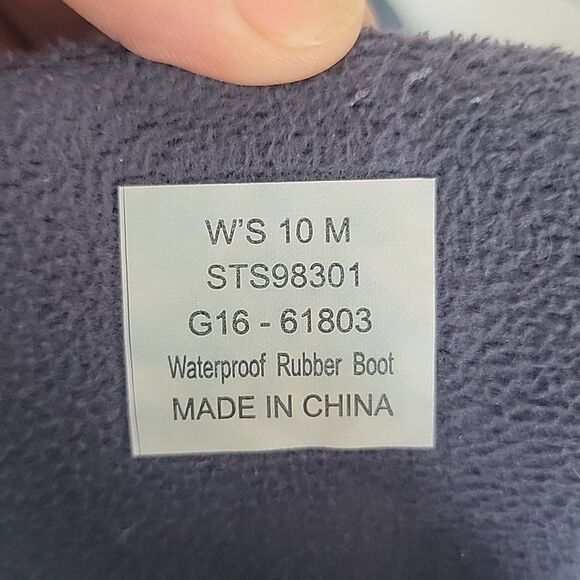 W'S 10 M
STS98301
G16 - 61803
Waterproof Rubber Boot
MADE IN CHINA